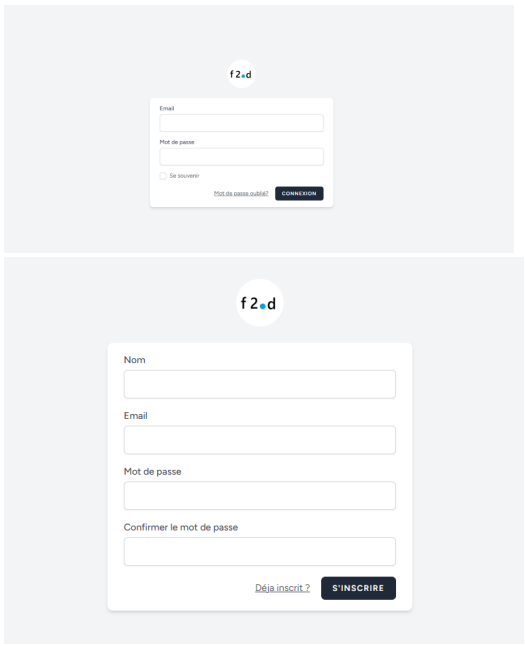 f2.d
Email
Mot de passe
Se souvenir
Mot de passe oublié? CONNEXION
f2.d
Nom
Email
Mot de passe
Confirmer le mot de passe
Déja inscrit ? S'INSCRIRE